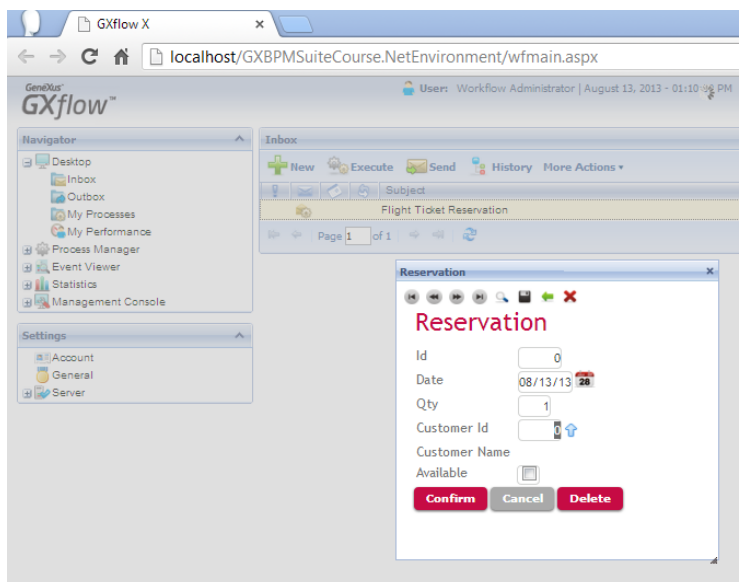 GXflow X
localhost/GXBPMSuiteCourse.NetEnvironment/wfmain.aspx
GeneXus
GXflow™
User: Workflow Administrator | August 13, 2013 - 01:10: PM
Navigator
Desktop
Inbox
Outbox
My Processes
My Performance
Process Manager
Event Viewer
Statistics
Management Console
Settings
Account
General
Server
Inbox
New Execute Send History More Actions
Subject
Flight Ticket Reservation
Page 1 of 1
Reservation
Reservation
Id 0
Date 08/13/13 28
Qty 1
Customer Id 0
Customer Name
Available
Confirm Cancel Delete